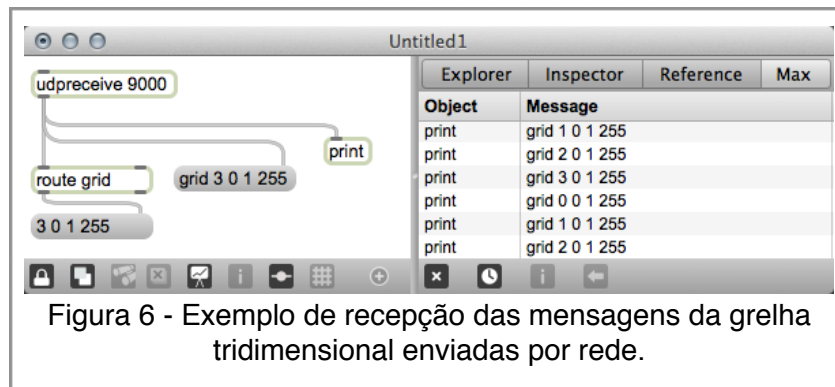 Untitled1
udpreceive 9000
print
route grid
grid 3 0 1 255
3 0 1 255
Explorer Inspector Reference Max
Object Message
print grid 1 0 1 255
print grid 2 0 1 255
print grid 3 0 1 255
print grid 0 0 1 255
print grid 1 0 1 255
print grid 2 0 1 255
Figura 6 - Exemplo de recepção das mensagens da grelha
tridimensional enviadas por rede.